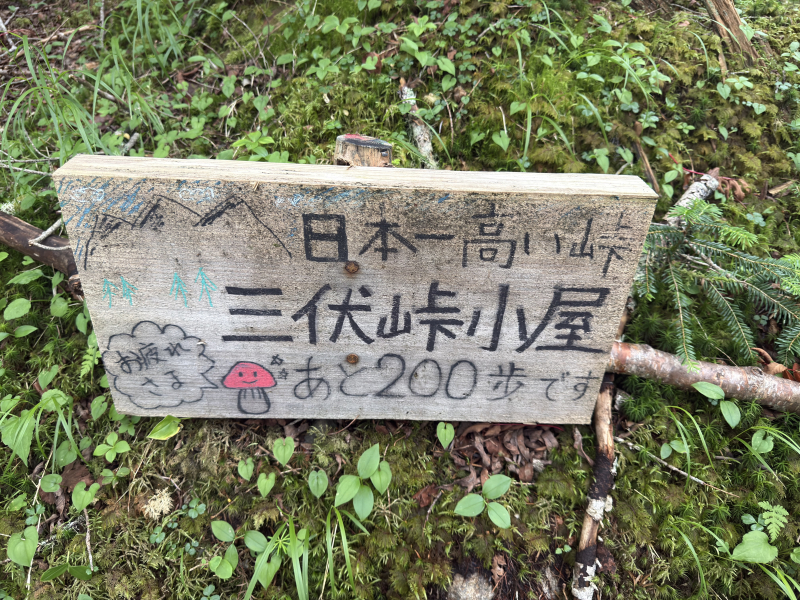 日本一高い峠
三伏峠小屋
お疲れ
さま
あと200歩です